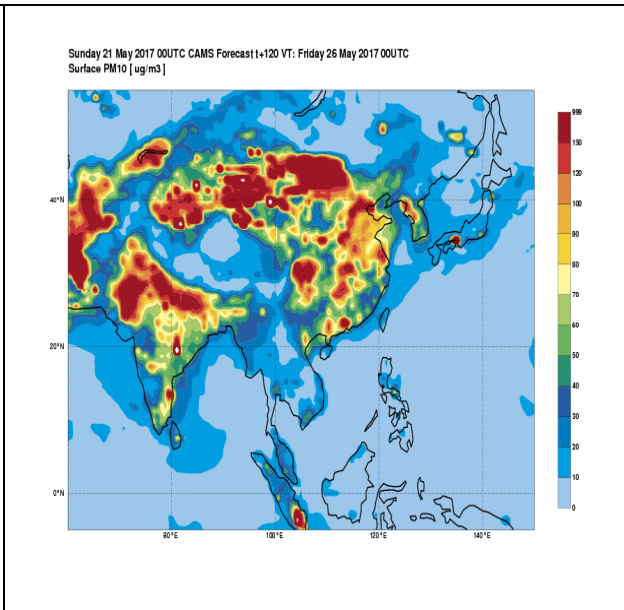 Sunday 21 May 2017 00UTC CAMS Forecast t+120 VT: Friday 26 May 2017 00UTC
Surface PM10 [ ug/m3 ]
999
150
120
100
90
80
70
60
50
40
30
20
10
0
40°N
20°N
0°N
80°E
100°E
120°E
140°E